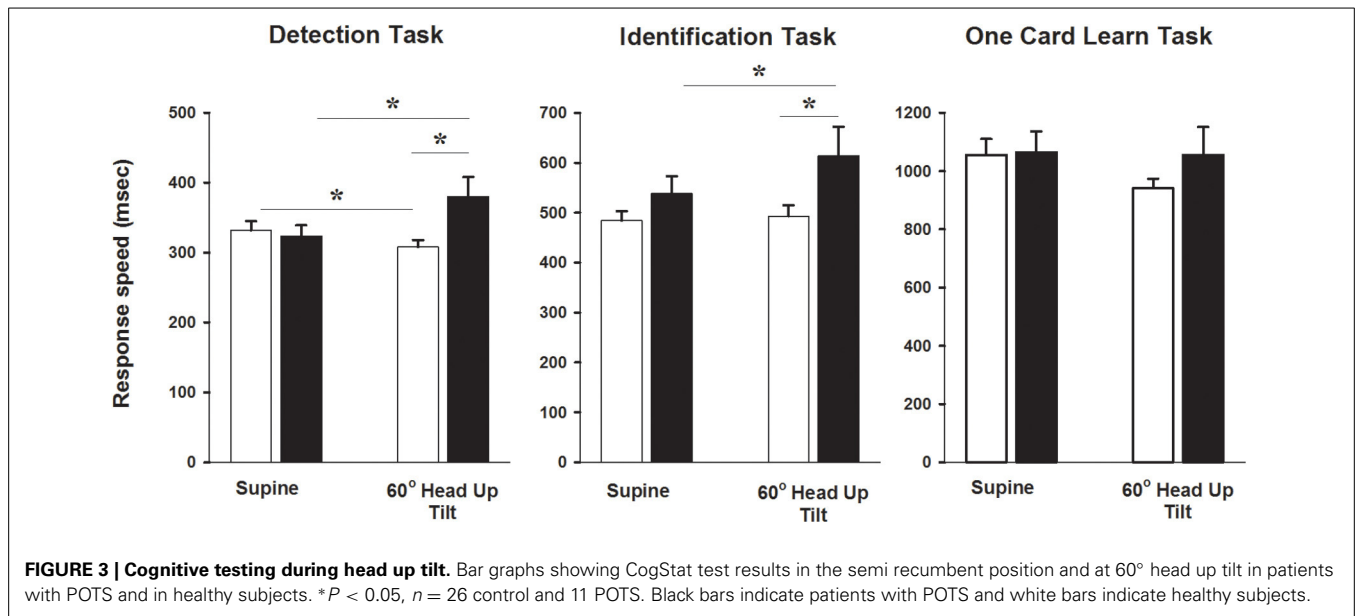 Detection Task
Identification Task
One Card Learn Task
Response speed (msec)
500
400
300
200
100
0
*
*
*
Supine
60° Head Up
Tilt
700
600
500
400
300
200
100
0
*
*
Supine
60° Head Up
Tilt
1200
1000
800
600
400
200
0
Supine
60° Head Up
Tilt
FIGURE 3 | Cognitive testing during head up tilt. Bar graphs showing CogStat test results in the semi recumbent position and at 60° head up tilt in patients
with POTS and in healthy subjects. *P < 0.05, n = 26 control and 11 POTS. Black bars indicate patients with POTS and white bars indicate healthy subjects.